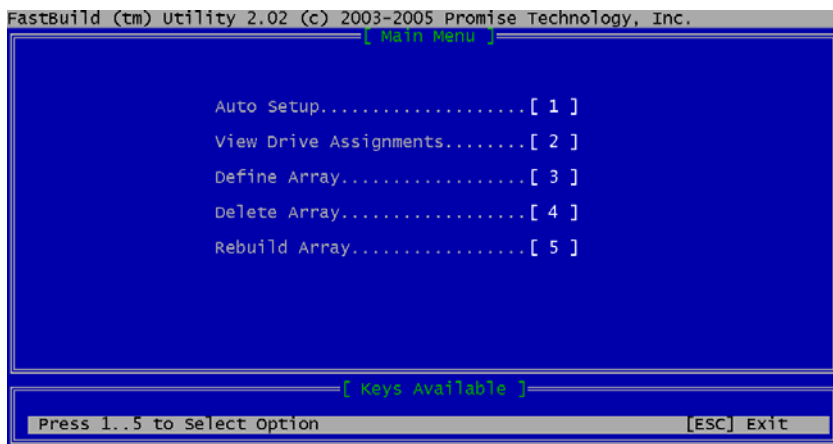 FastBuild (tm) Utility 2.02 (c) 2003-2005 Promise Technology, Inc.
[ Main Menu ]
Auto Setup....................[ 1 ]
View Drive Assignments........[ 2 ]
Define Array..................[ 3 ]
Delete Array..................[ 4 ]
Rebuild Array.................[ 5 ]
[ Keys Available ]
Press 1..5 to Select Option [ESC] Exit